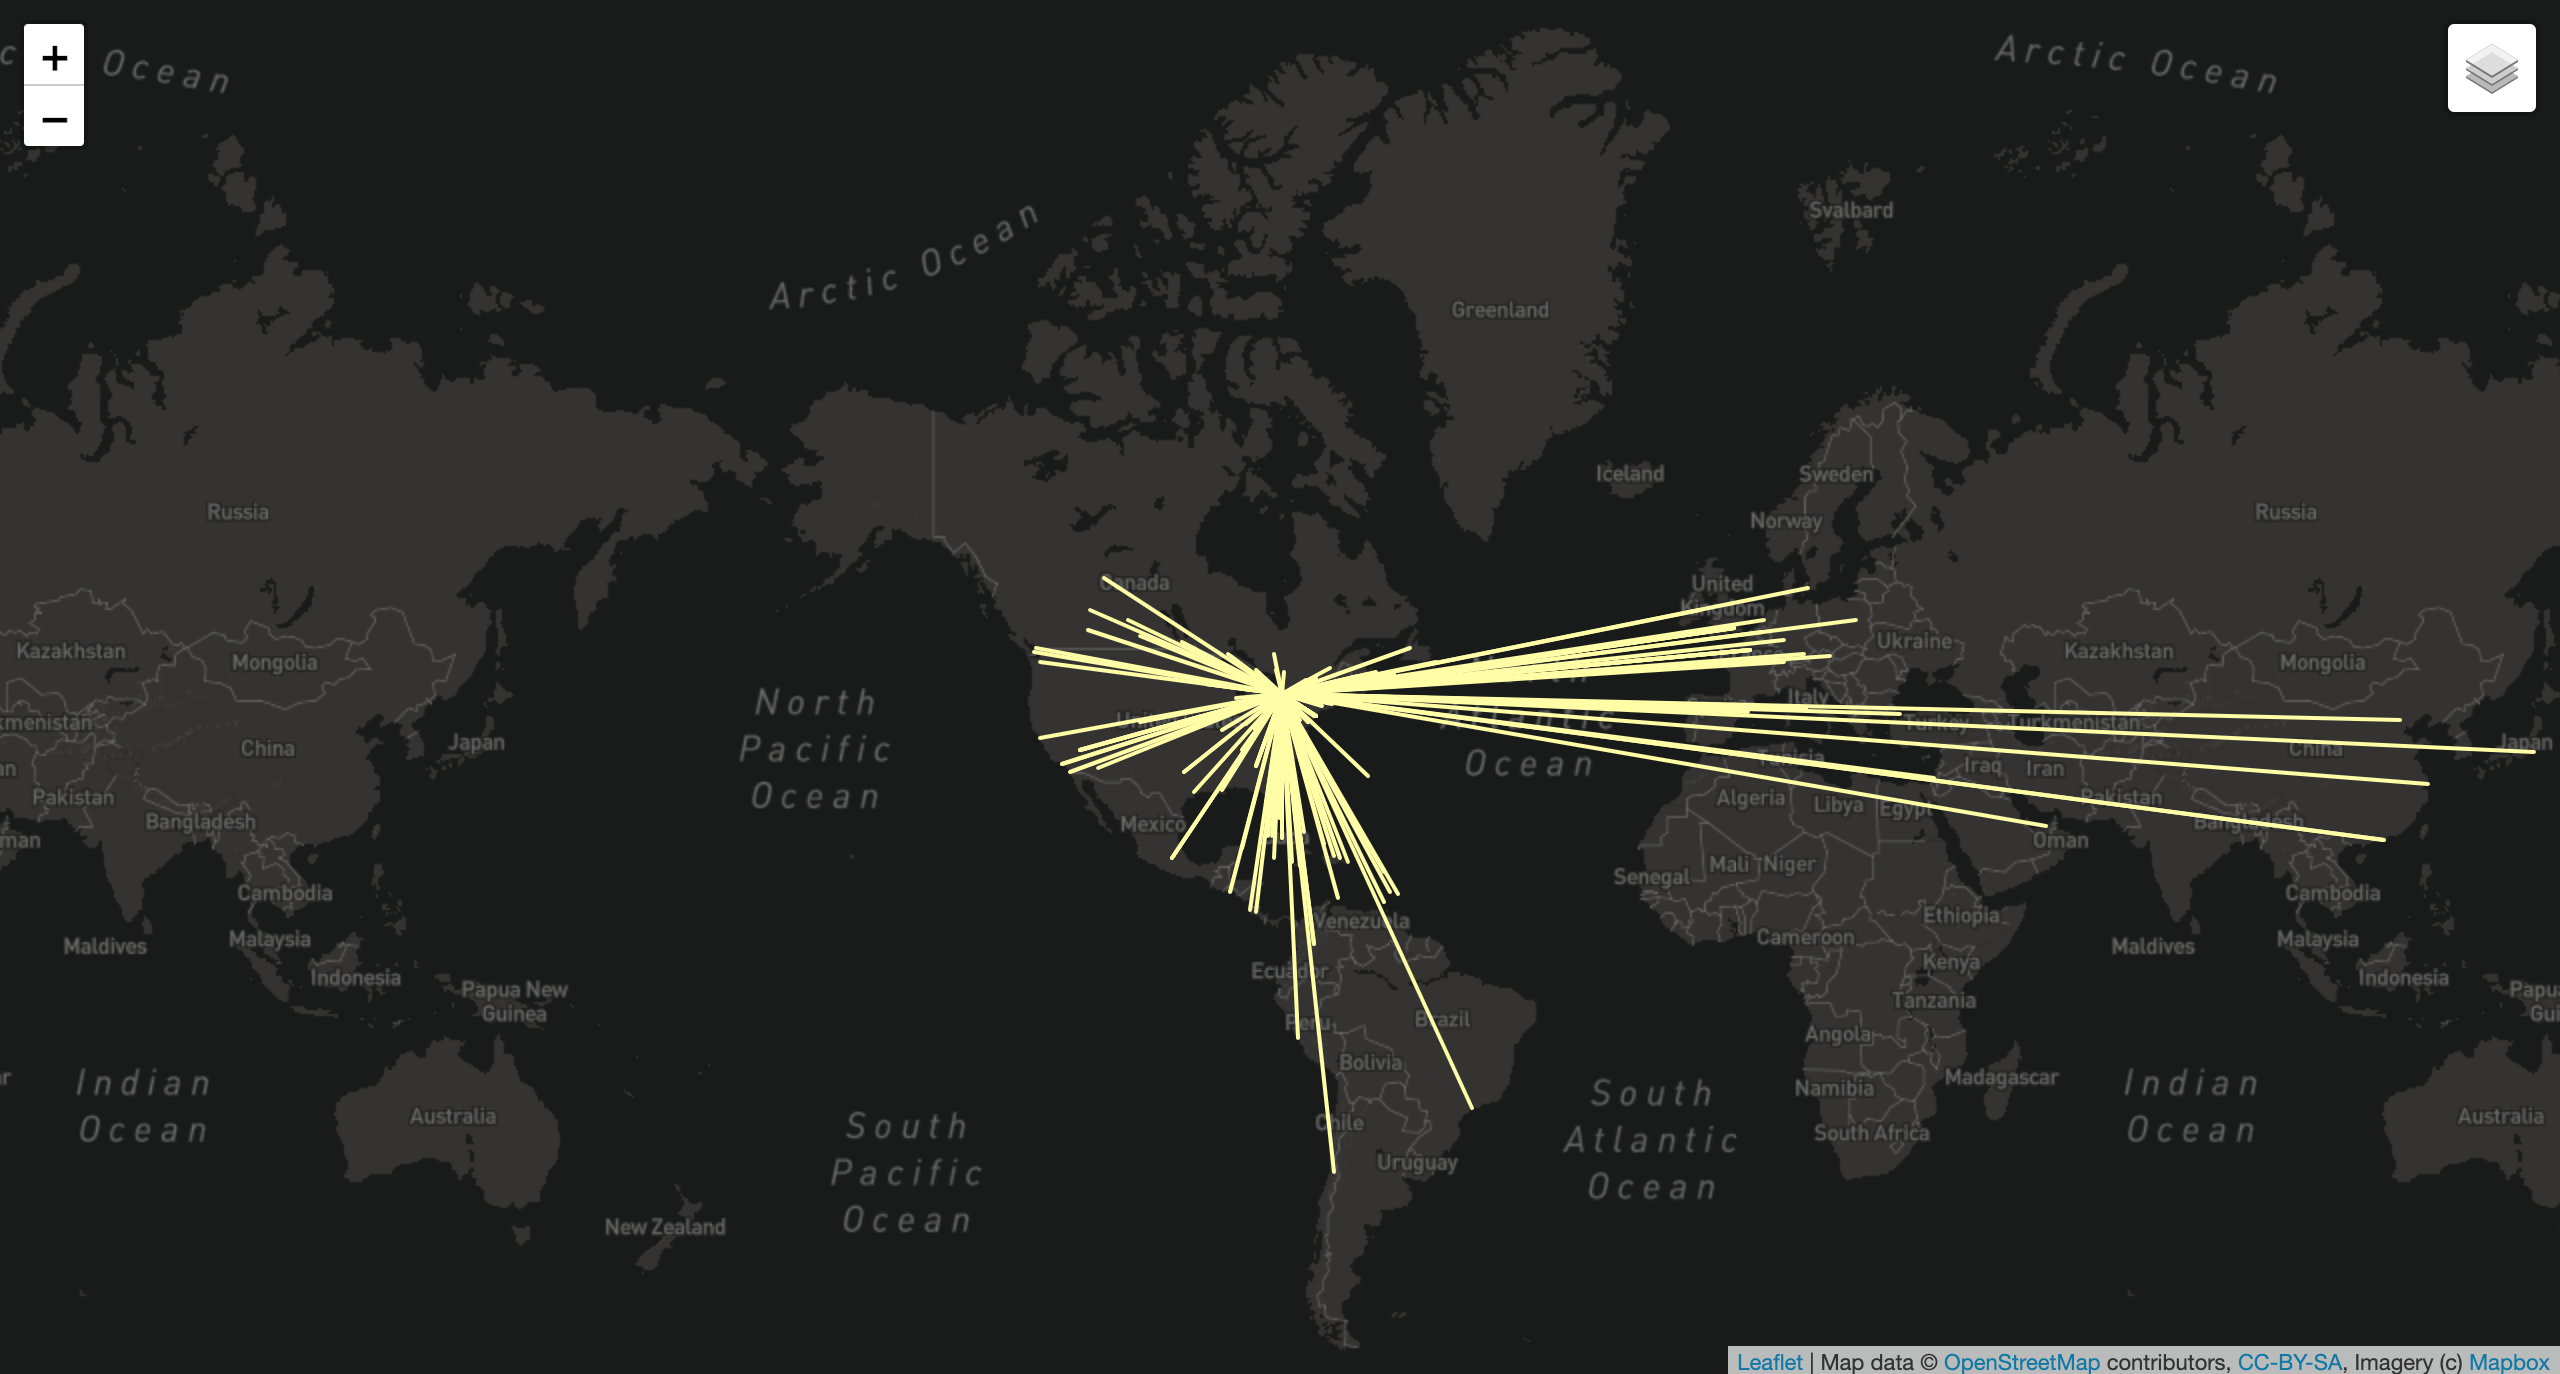 +
−
Ocean
Arctic Ocean
Arctic Ocean
Svalbard
Greenland
Iceland
Sweden
Norway
Russia
Canada
United
Kingdom
Russia
Kazakhstan
Mongolia
Ukraine
Kazakhstan
Mongolia
North
Pacific
Ocean
Italy
Atlantic
Ocean
China
Japan
Turkey
Turkmenistan
China
Japan
Tunisia
Iraq
Iran
Pakistan
Bangladesh
Mexico
Algeria
Libya
Egypt
Pakistan
Bangladesh
Oman
Cambodia
Senegal
Mali
Niger
Cambodia
Maldives
Malaysia
Venezuela
Cameroon
Ethiopia
Maldives
Malaysia
Indonesia
Ecuador
Kenya
Indonesia
Papua New
Guinea
Peru
Brazil
Tanzania
Angola
Indian
Ocean
Bolivia
Namibia
Madagascar
Indian
Ocean
Australia
South
Pacific
Ocean
Chile
Uruguay
South
Atlantic
Ocean
South Africa
Australia
New Zealand
Leaflet | Map data © OpenStreetMap contributors, CC-BY-SA, Imagery (c) Mapbox